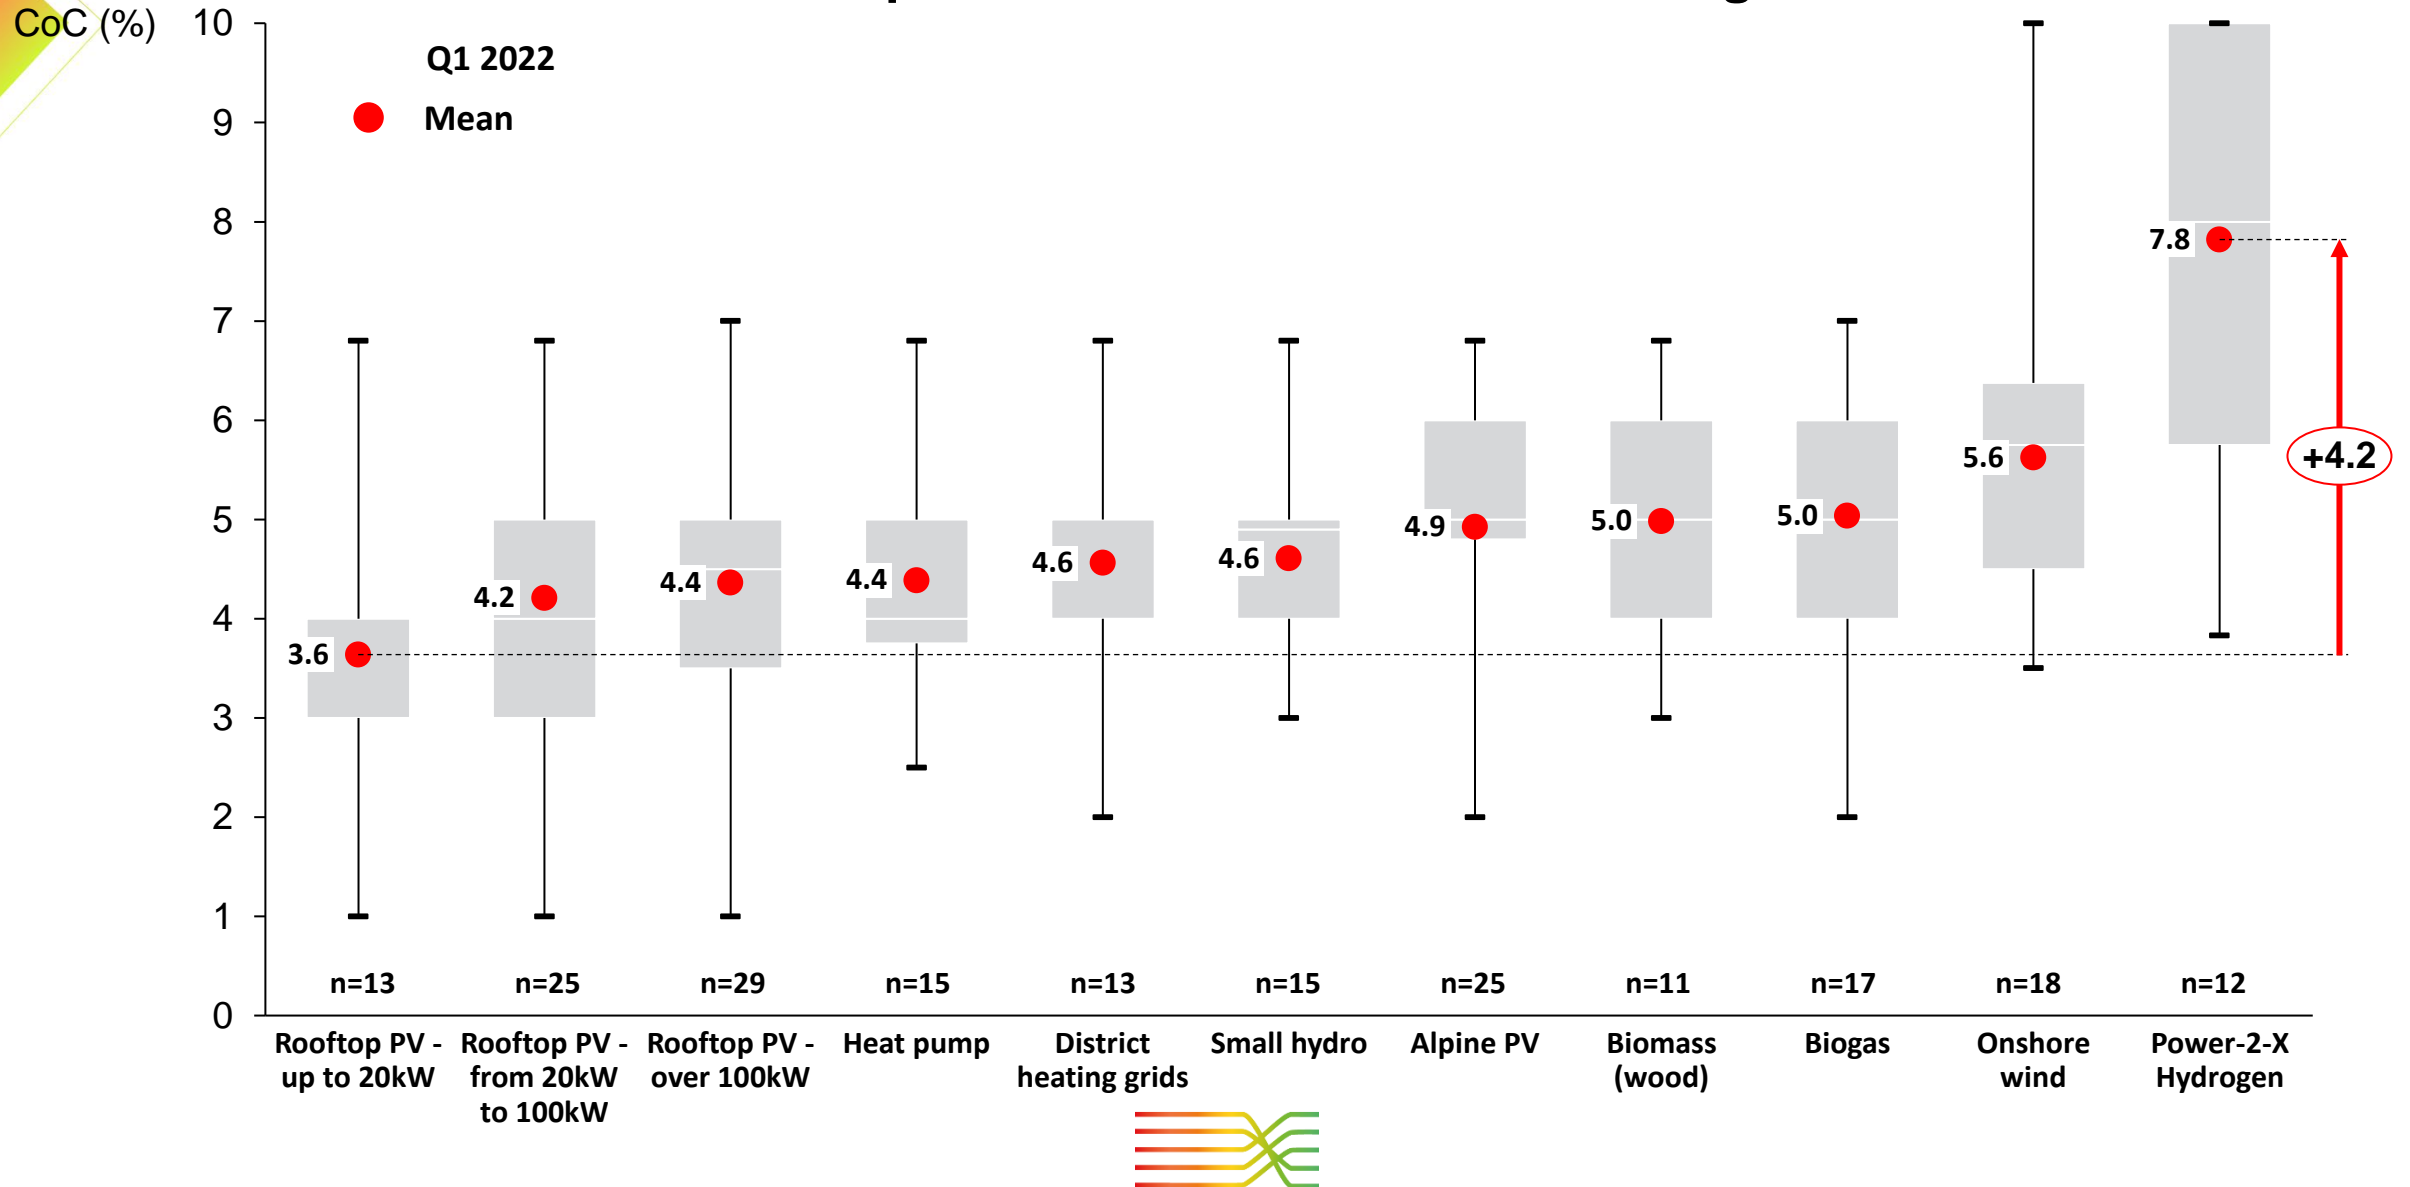 CoC (%)
10
9
8
7
6
5
4
3
2
1
0
Q1 2022
Mean
3.6
4.2
4.4
4.4
4.6
4.6
4.9
5.0
5.0
5.6
7.8
+4.2
n=13
n=25
n=29
n=15
n=13
n=15
n=25
n=11
n=17
n=18
n=12
Rooftop PV -
up to 20kW
Rooftop PV -
from 20kW
to 100kW
Rooftop PV -
over 100kW
Heat pump
District
heating grids
Small hydro
Alpine PV
Biomass
(wood)
Biogas
Onshore
wind
Power-2-X
Hydrogen